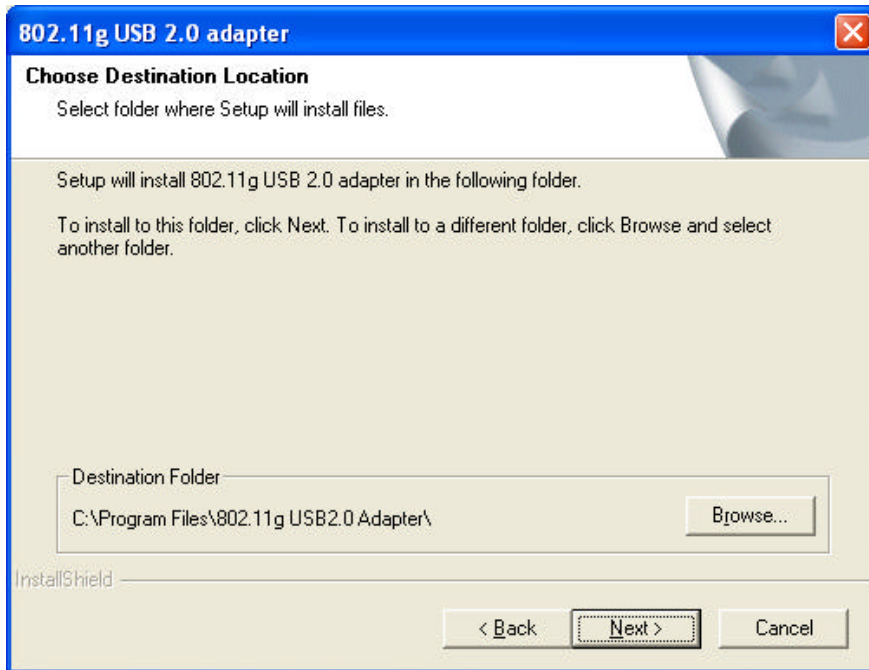 802.11g USB 2.0 adapter
Choose Destination Location
Select folder where Setup will install files.
Setup will install 802.11g USB 2.0 adapter in the following folder.
To install to this folder, click Next. To install to a different folder, click Browse and select
another folder.
Destination Folder
C:\Program Files\802.11g USB2.0 Adapter\
Browse...
InstallShield
< Back
Next >
Cancel